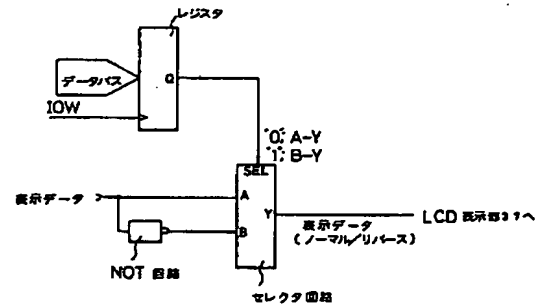 レジスタ
データバス
Q
IOW
"0": A-Y
"1": B-Y
SEL
表示データ
A
Y
B
LCD 表示部31へ
表示データ
(ノーマル/リバース)
NOT 回路
セレクタ回路